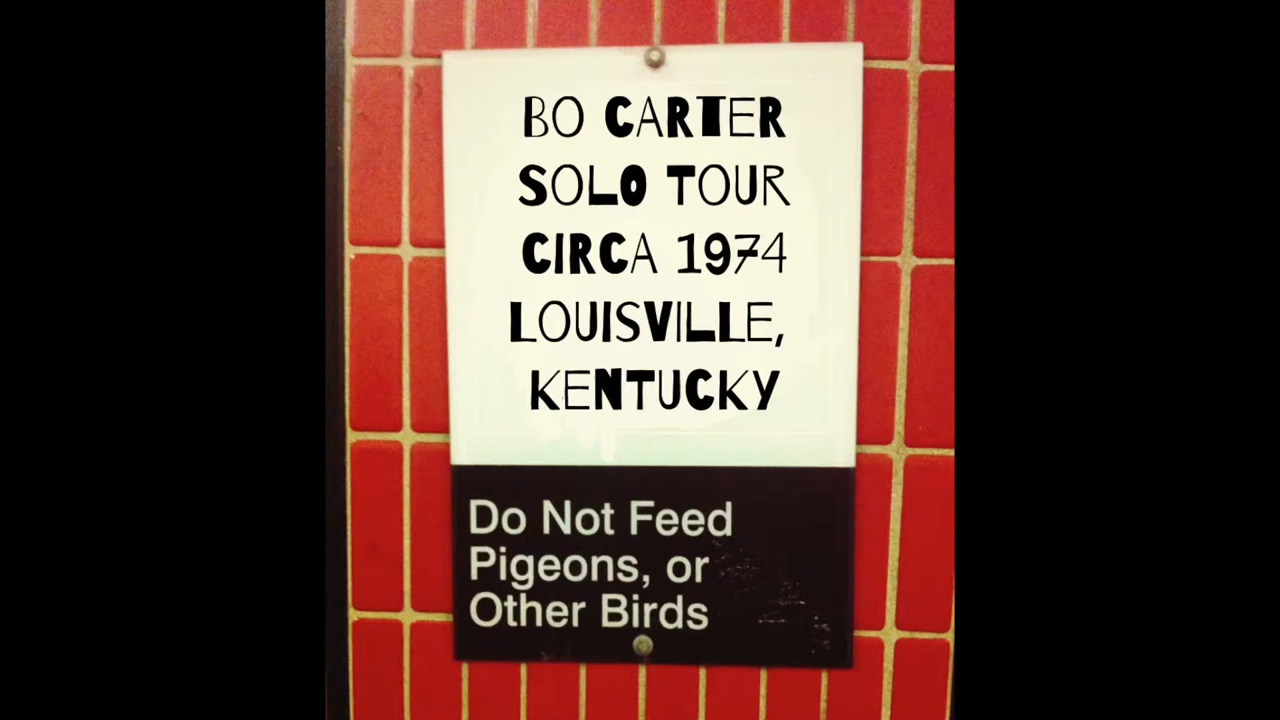 BO CARTER
SOLO TOUR
CIRCA 1974
LOUISVILLE,
KENTUCKY
Do Not Feed
Pigeons, or
Other Birds